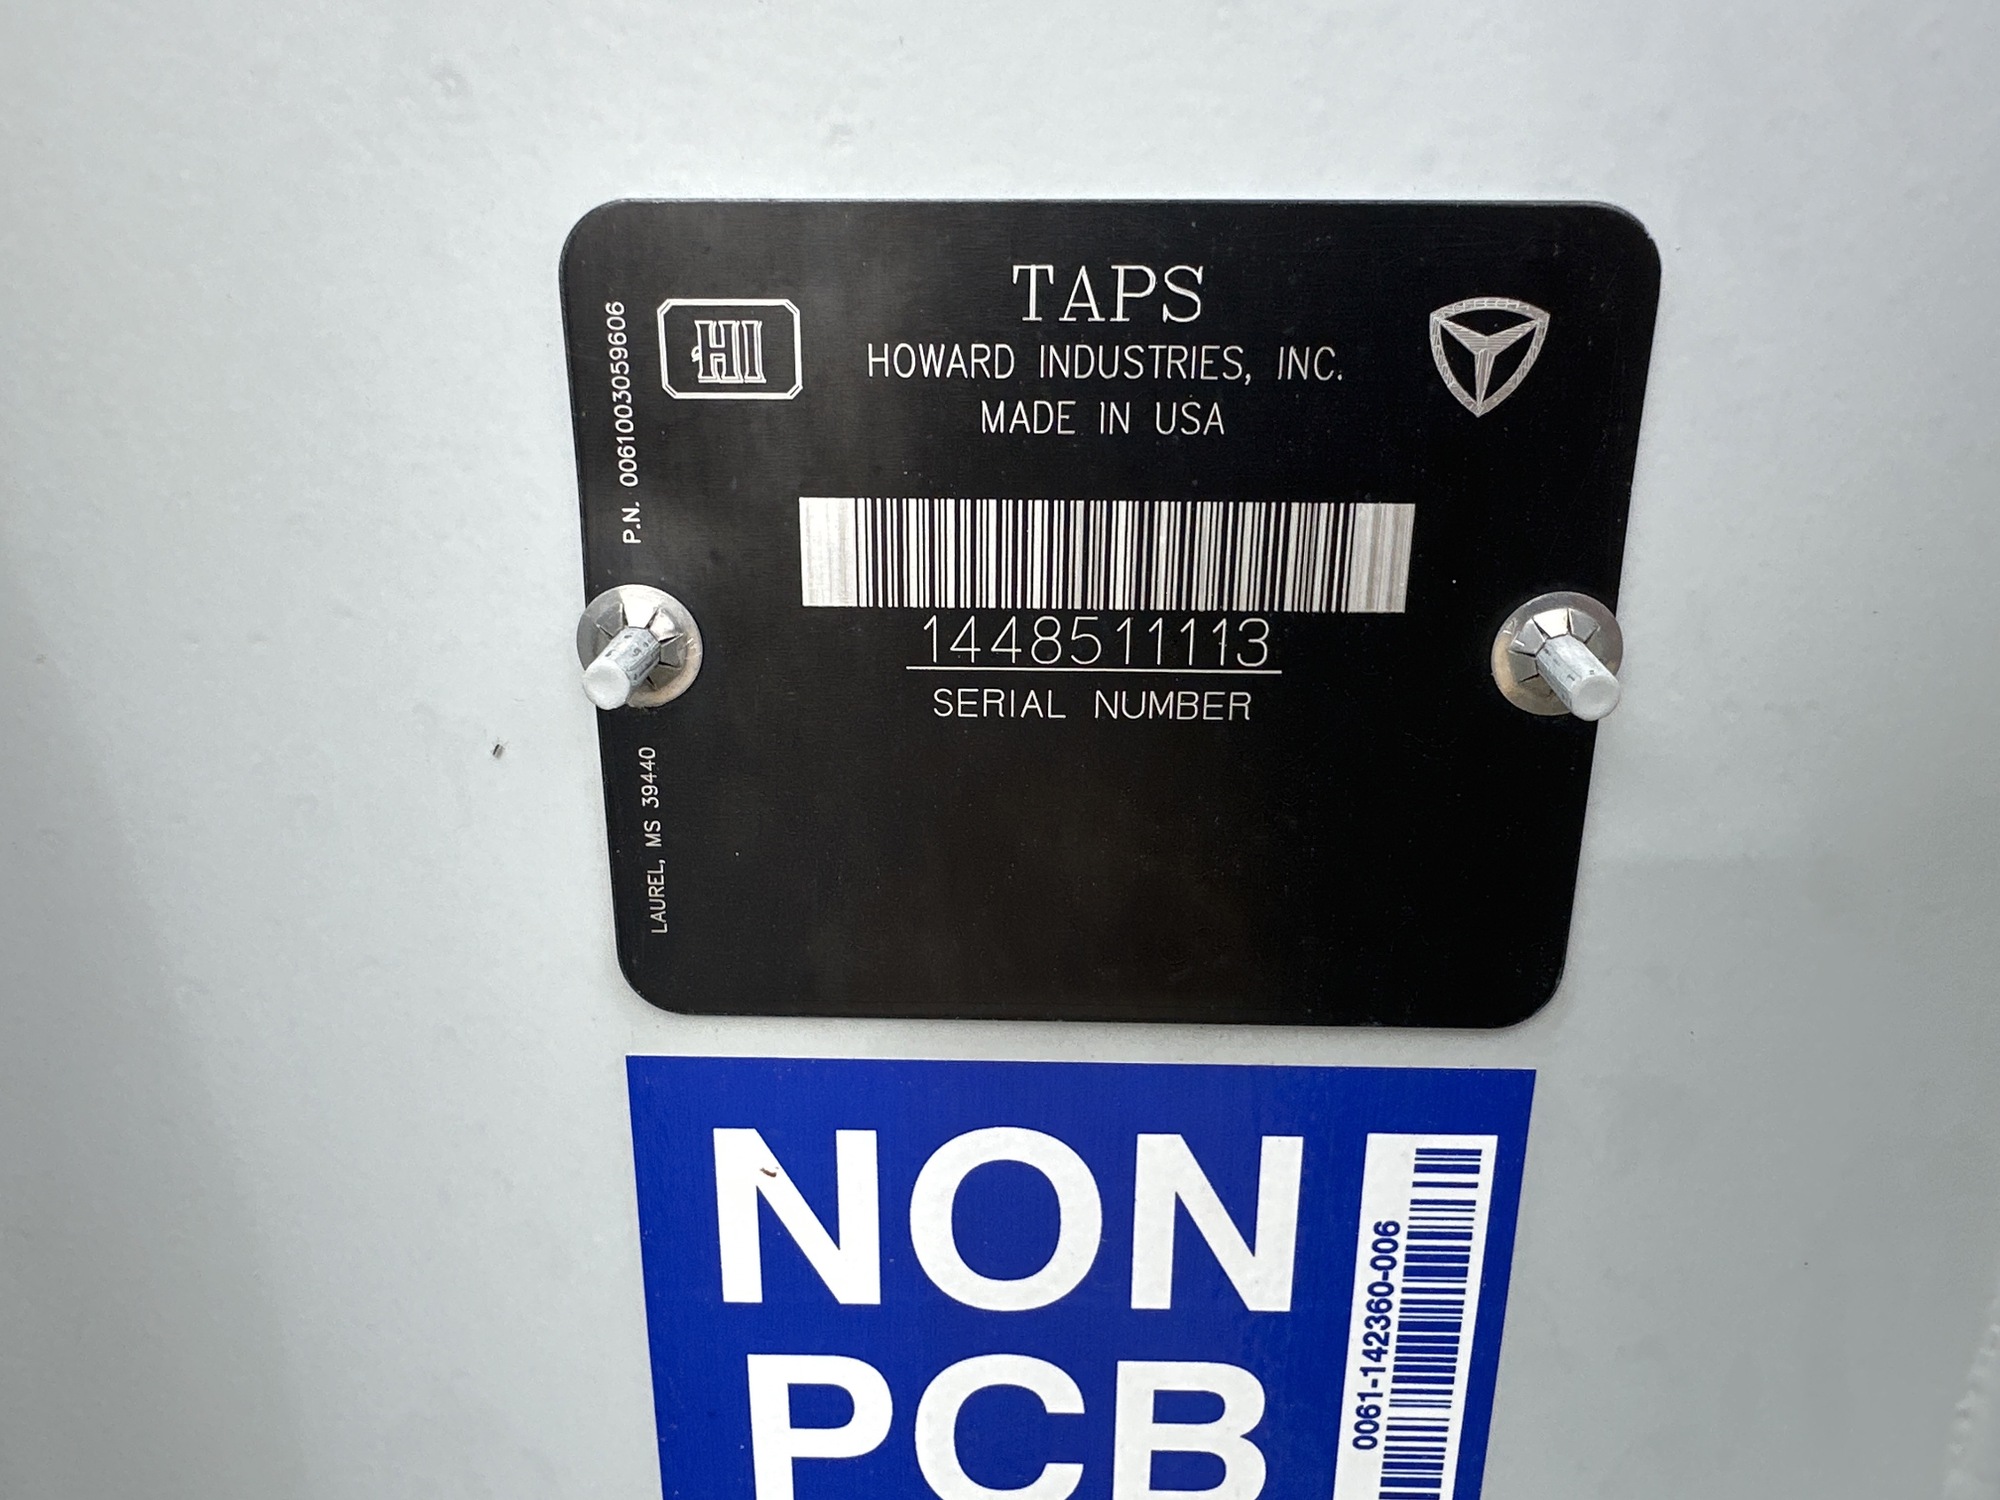 TAPS
HI
HOWARD INDUSTRIES, INC.
MADE IN USA
P.N. 0061003059606
1448511113
SERIAL NUMBER
LAUREL, MS 39440
NON
PCB
0061-142360-006